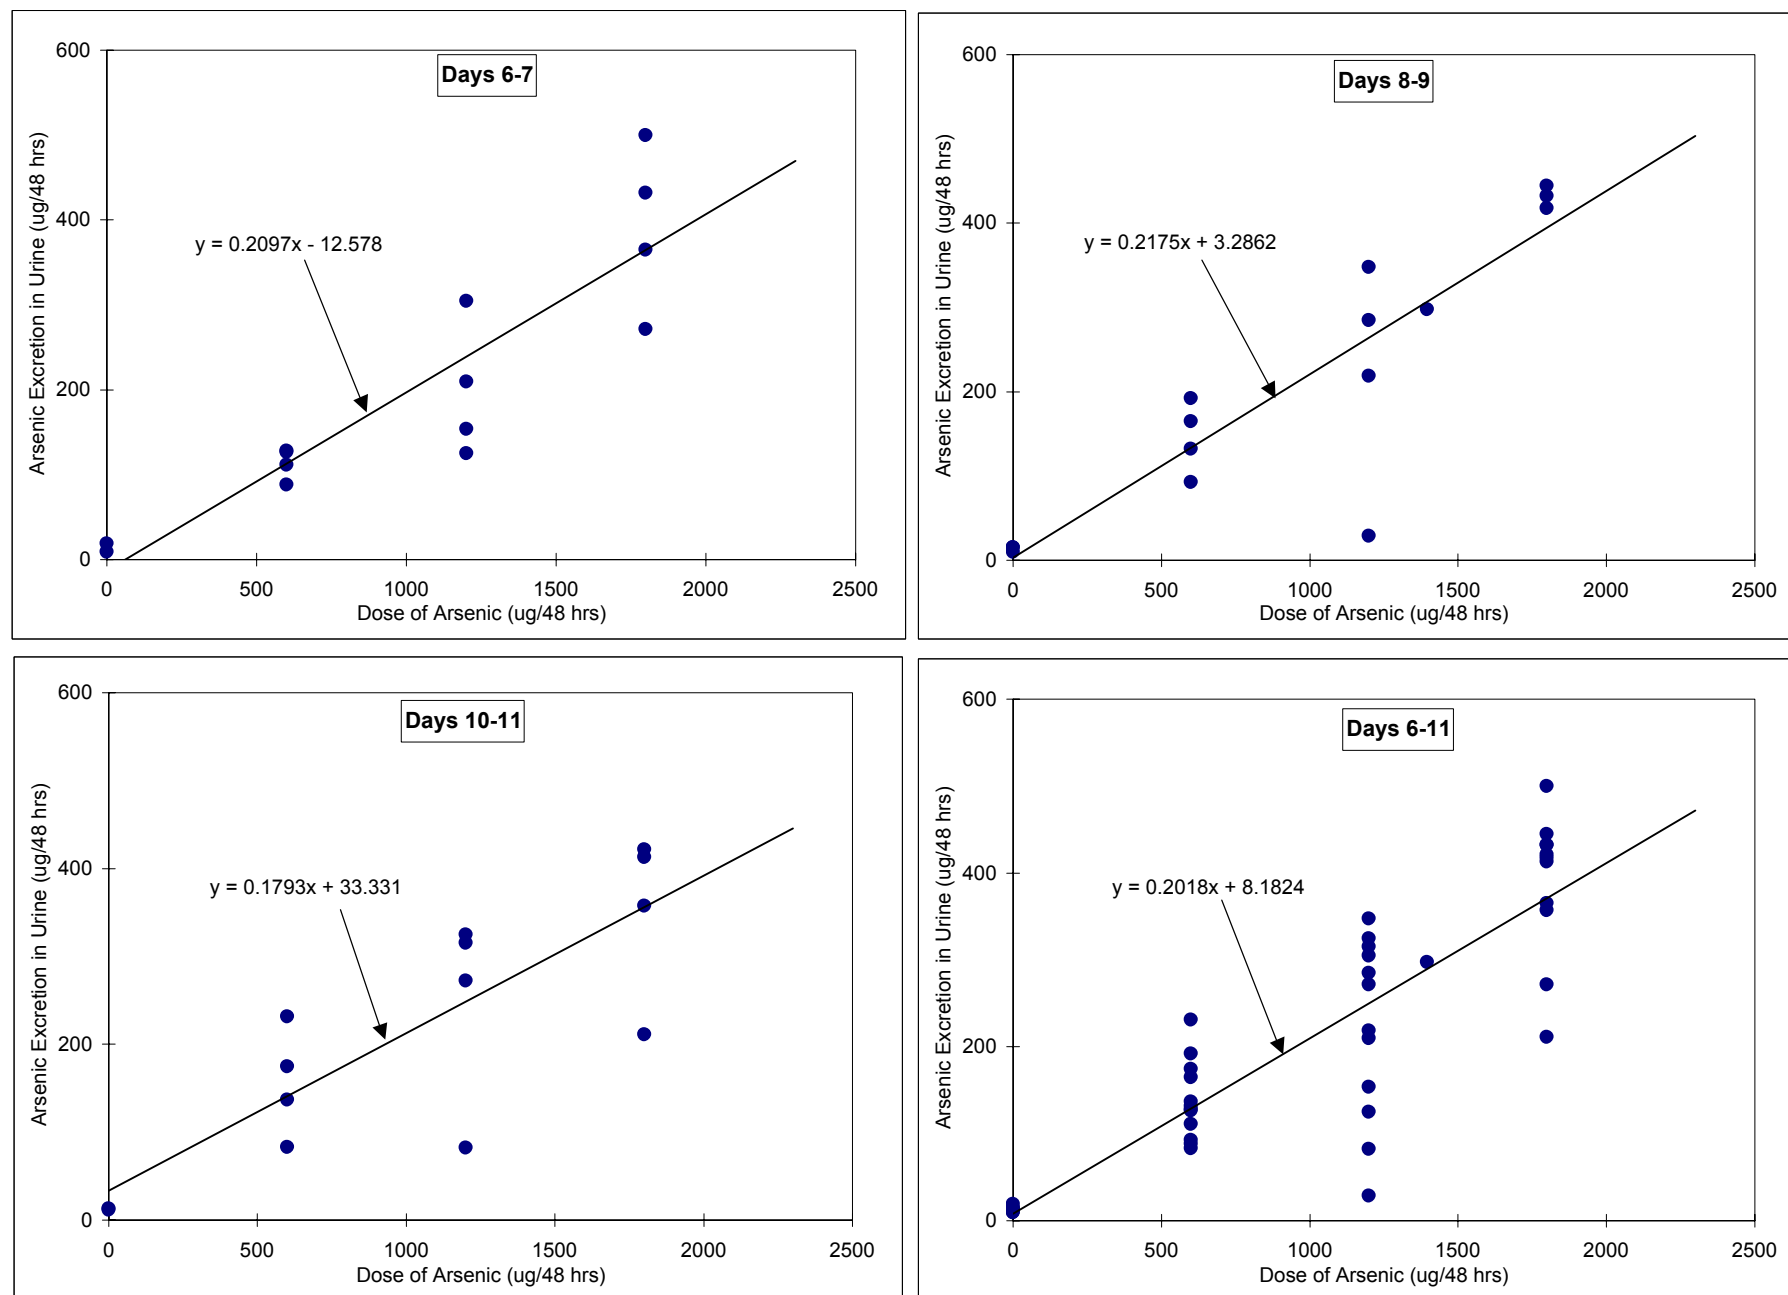 Days 6-7
600
400
200
0
Arsenic Excretion in Urine (ug/48 hrs)
y = 0.2097x - 12.578
0 500 1000 1500 2000 2500
Dose of Arsenic (ug/48 hrs)
Days 8-9
600
400
200
0
Arsenic Excretion in Urine (ug/48 hrs)
y = 0.2175x + 3.2862
0 500 1000 1500 2000 2500
Dose of Arsenic (ug/48 hrs)
Days 10-11
600
400
200
0
Arsenic Excretion in Urine (ug/48 hrs)
y = 0.1793x + 33.331
0 500 1000 1500 2000 2500
Dose of Arsenic (ug/48 hrs)
Days 6-11
600
400
200
0
Arsenic Excretion in Urine (ug/48 hrs)
y = 0.2018x + 8.1824
0 500 1000 1500 2000 2500
Dose of Arsenic (ug/48 hrs)